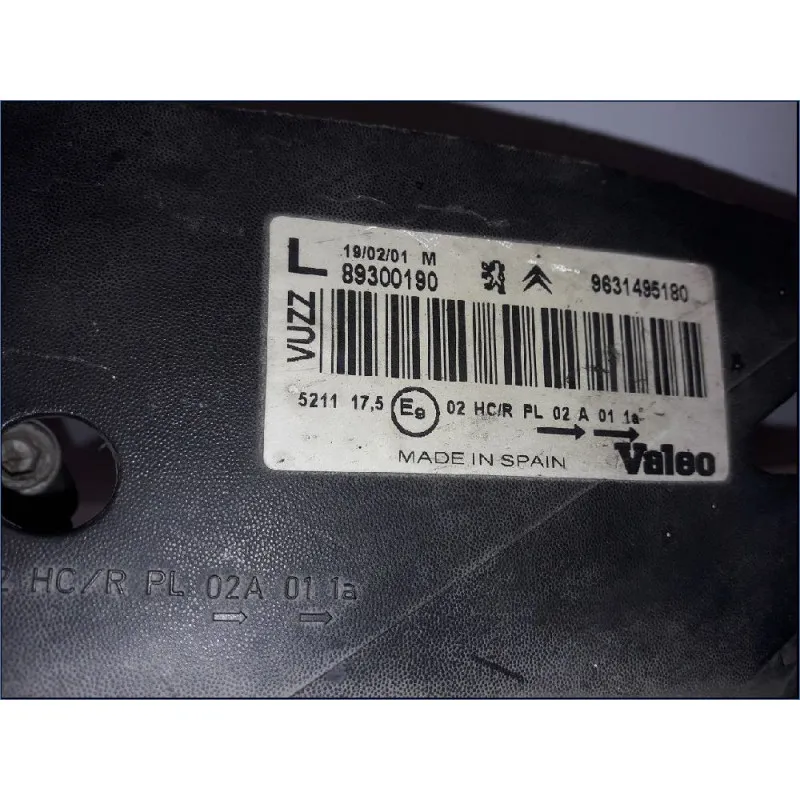 L
19/02/01 M
89300190
9631495180
VUZZ
5211 17,5 E9 02 HC/R PL 02 A 01 1a
MADE IN SPAIN
Valeo
HC/R PL 02A 01 1a